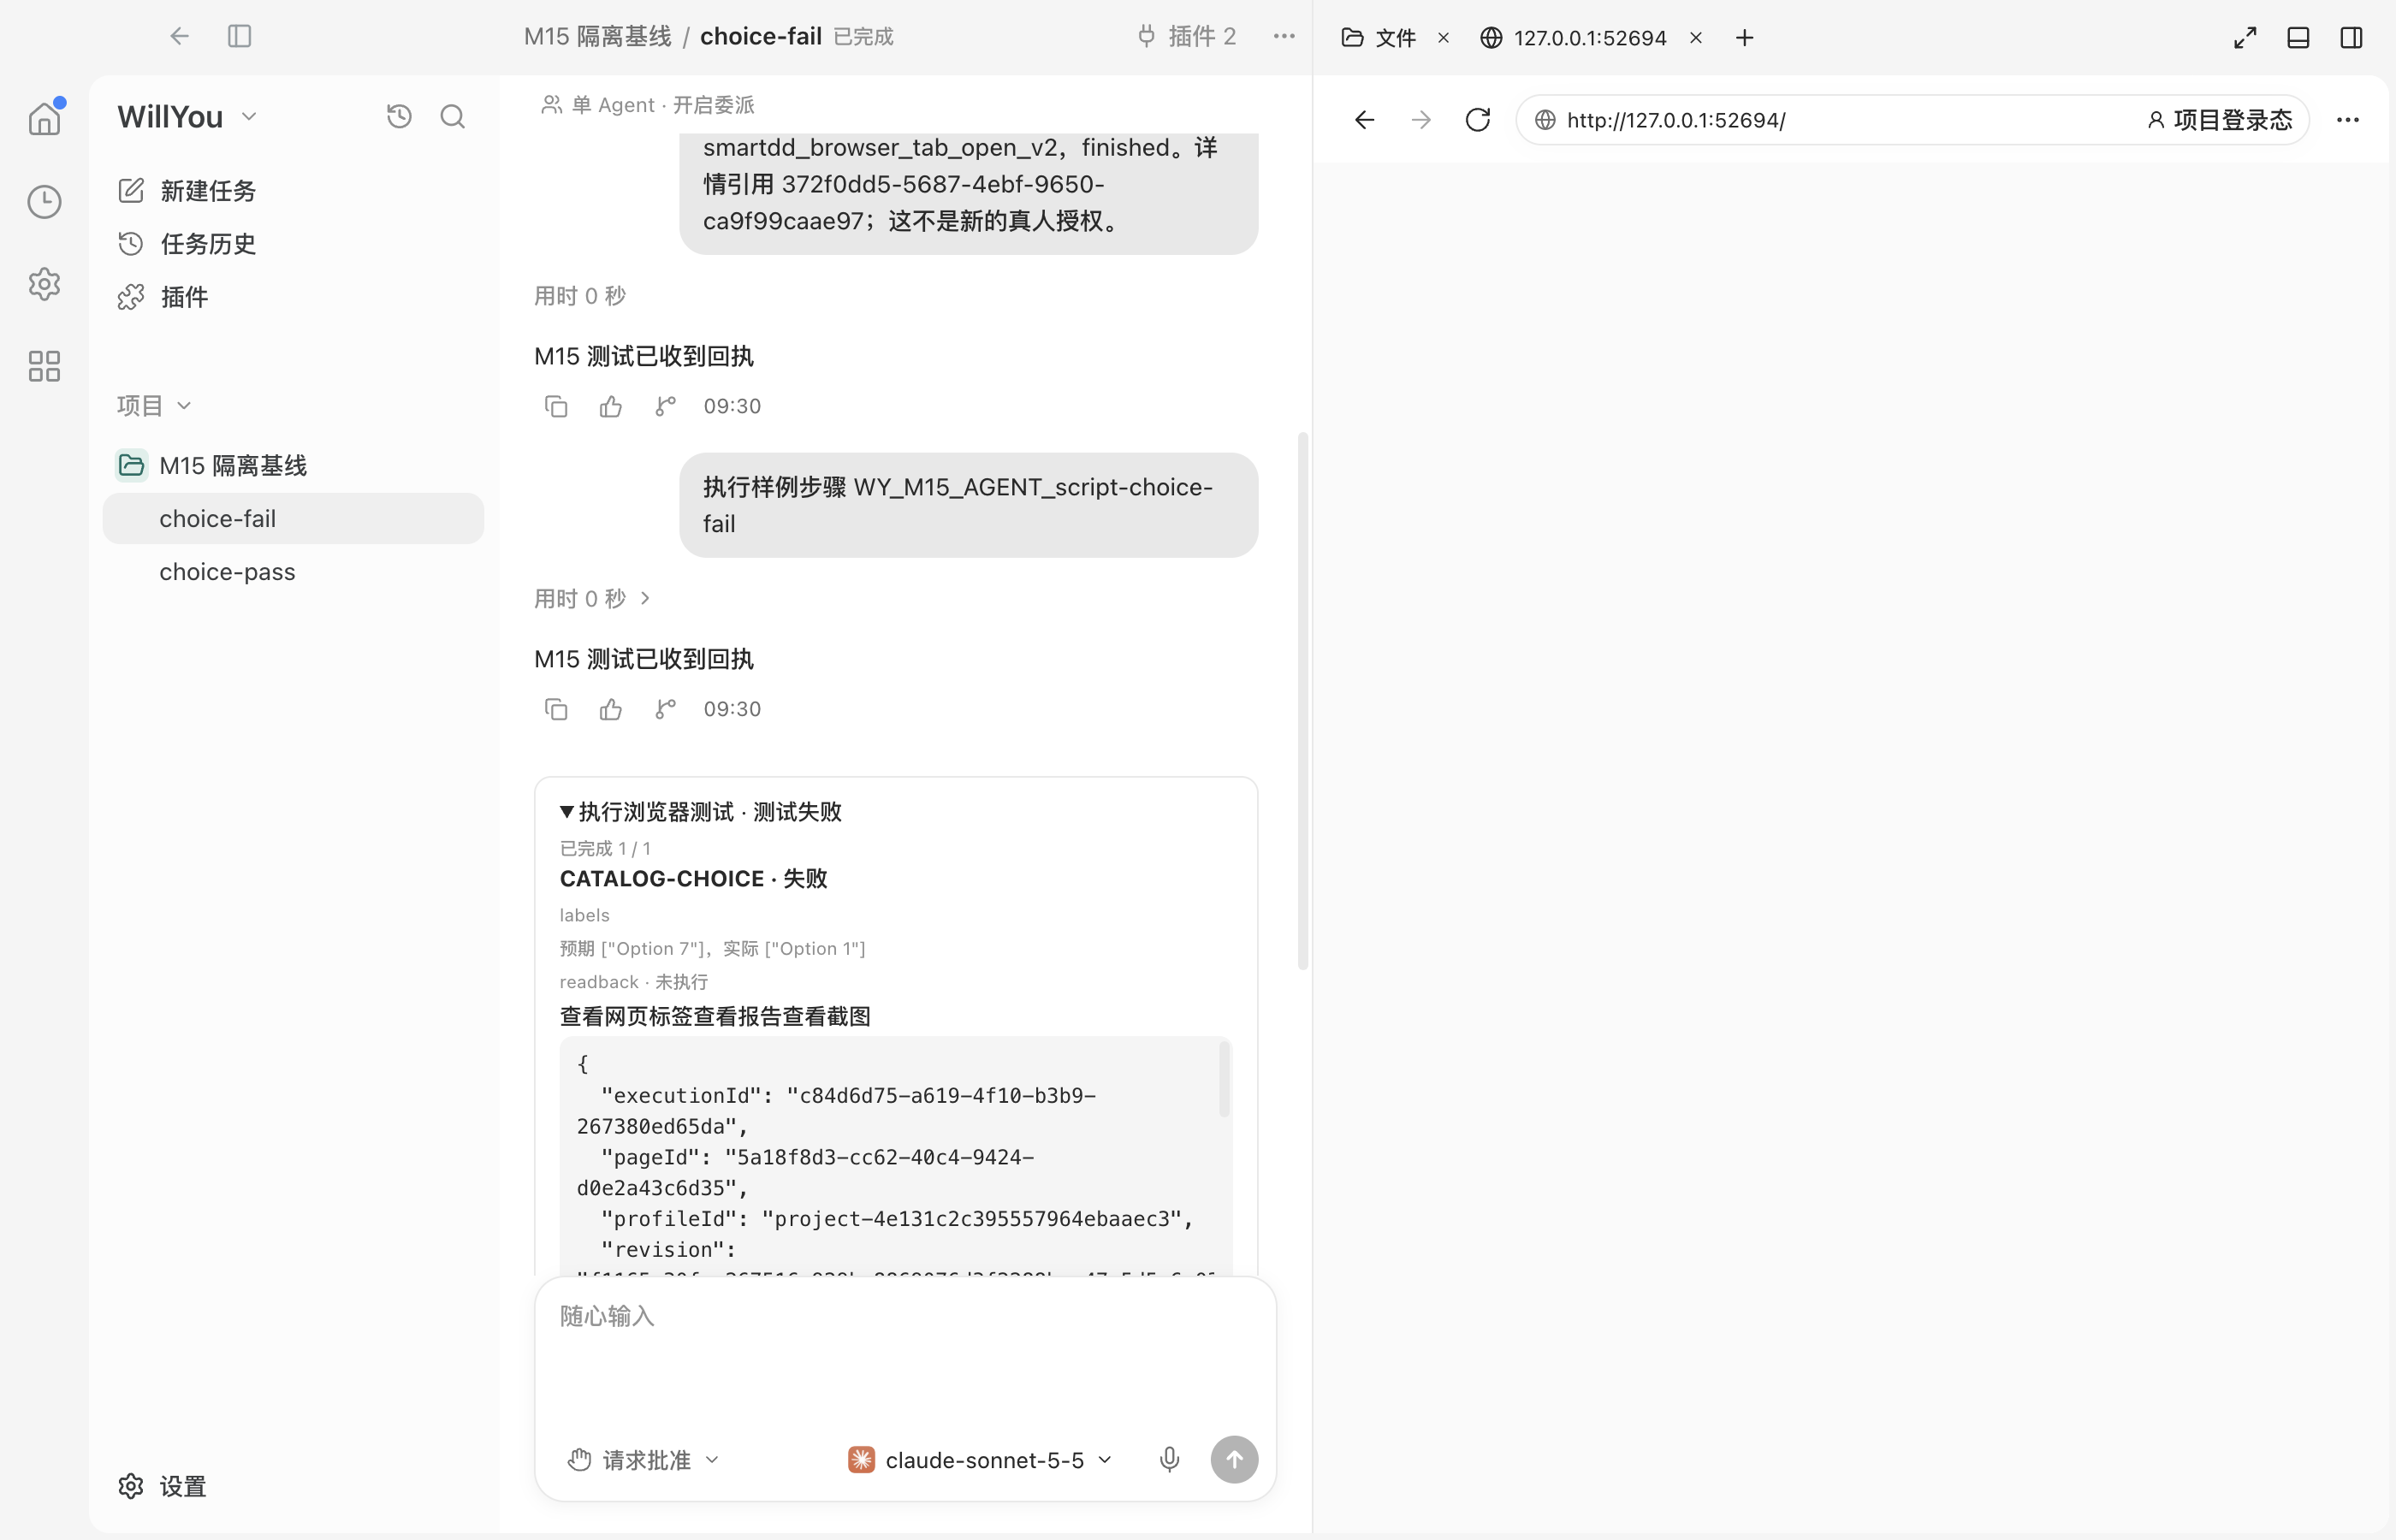 M15 隔离基线 / choice-fail 已完成
插件 2
文件
127.0.0.1:52694
WillYou
新建任务
任务历史
插件
项目
M15 隔离基线
choice-fail
choice-pass
设置
单 Agent · 开启委派
smartdd_browser_tab_open_v2，finished。详
情引用 372f0dd5-5687-4ebf-9650-
ca9f99caae97；这不是新的真人授权。
用时 0 秒
M15 测试已收到回执
09:30
执行样例步骤 WY_M15_AGENT_script-choice-
fail
用时 0 秒
M15 测试已收到回执
09:30
▼执行浏览器测试 · 测试失败
已完成 1 / 1
CATALOG-CHOICE · 失败
labels
预期 ["Option 7"]，实际 ["Option 1"]
readback · 未执行
查看网页标签查看报告查看截图
{
"executionId": "c84d6d75-a619-4f10-b3b9-
267380ed65da",
"pageId": "5a18f8d3-cc62-40c4-9424-
d0e2a43c6d35",
"profileId": "project-4e131c2c395557964ebaaec3",
"revision":
随心输入
请求批准
claude-sonnet-5-5
http://127.0.0.1:52694/
项目登录态